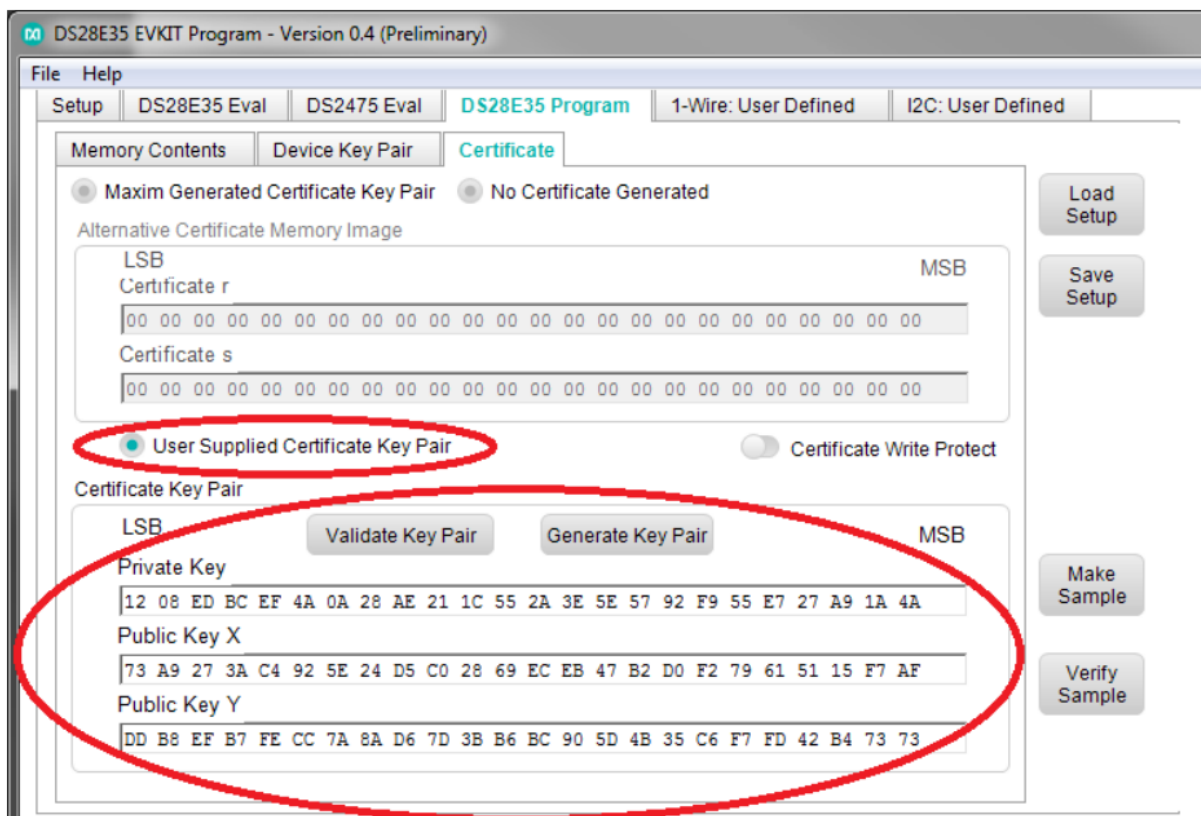 DS28E35 EVKIT Program - Version 0.4 (Preliminary)
File Help
Setup DS28E35 Eval DS2475 Eval DS28E35 Program 1-Wire: User Defined I2C: User Defined
Memory Contents Device Key Pair Certificate
Maxim Generated Certificate Key Pair No Certificate Generated
Load Setup
Alternative Certificate Memory Image
LSB MSB
Save Setup
Certificate r
00 00 00 00 00 00 00 00 00 00 00 00 00 00 00 00 00 00 00 00 00 00 00 00
Certificate s
00 00 00 00 00 00 00 00 00 00 00 00 00 00 00 00 00 00 00 00 00 00 00 00
User Supplied Certificate Key Pair Certificate Write Protect
Certificate Key Pair
LSB Validate Key Pair Generate Key Pair MSB
Private Key
Make Sample
12 08 ED BC EF 4A 0A 28 AE 21 1C 55 2A 3E 5E 57 92 F9 55 E7 27 A9 1A 4A
Public Key X
73 A9 27 3A C4 92 5E 24 D5 C0 28 69 EC EB 47 B2 D0 F2 79 61 51 15 F7 AF
Verify Sample
Public Key Y
DD B8 EF B7 FE CC 7A 8A D6 7D 3B B6 BC 90 5D 4B 35 C6 F7 FD 42 B4 73 73